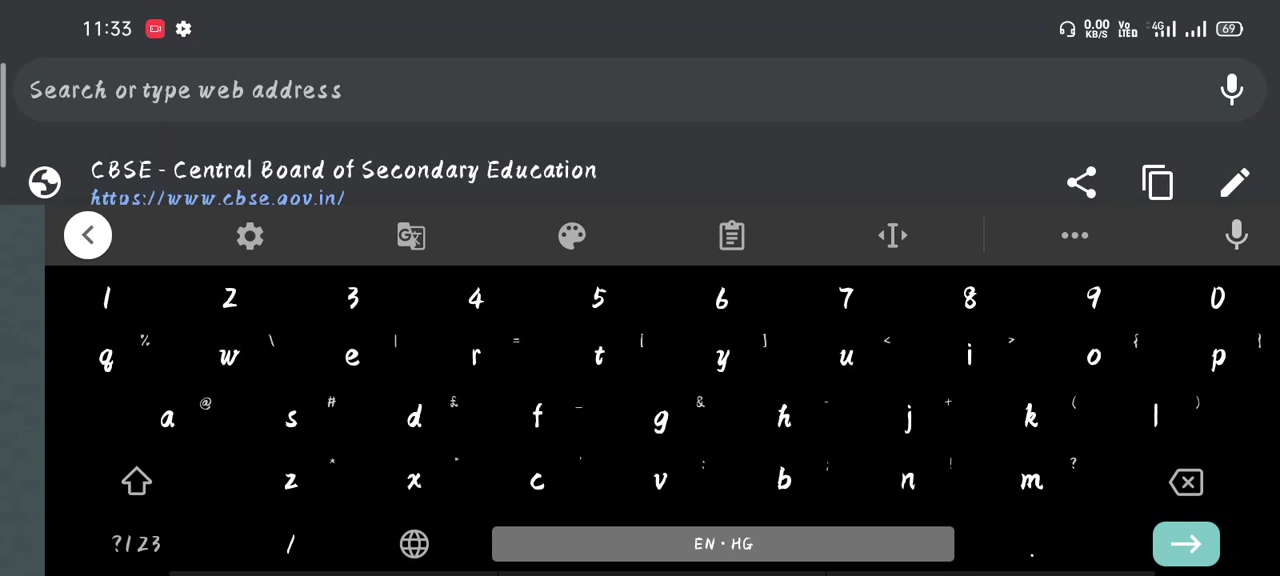 11:33 0.00 KB/S Vo LTED 4G 69
Search or type web address
CBSE - Central Board of Secondary Education
https://www.cbse.gov.in/
1 2 3 4 5 6 7 8 9 0
% \ | = [ ] < > { }
q w e r t y u i o p
@ # £ _ & - + ( )
a s d f g h j k l
* " ' : ; ! ?
z x c v b n m
?123 / EN • HG .